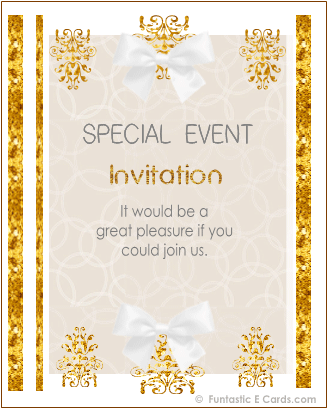 SPECIAL EVENT
Invitation
It would be a
great pleasure if you
could join us.
© Funtastic E Cards.com